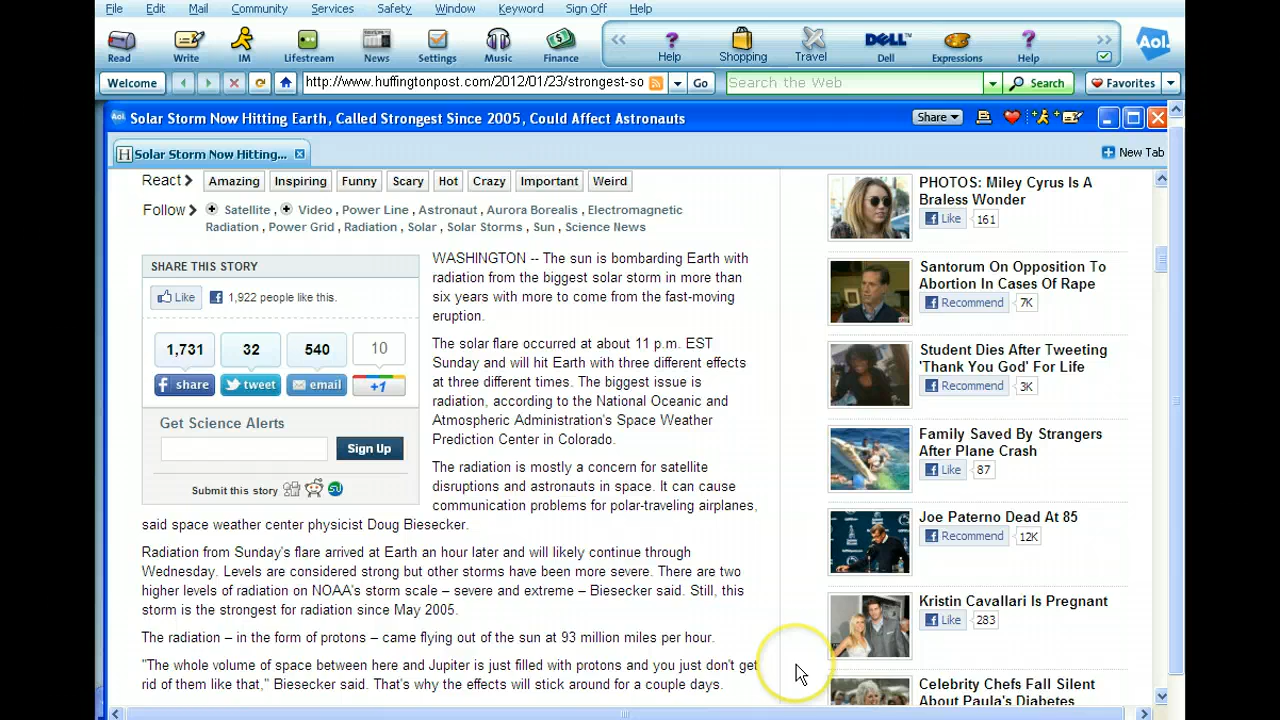 File Edit Mail Community Services Safety Window Keyword Sign Off Help
Read Write IM Lifestream News Settings Music Finance Help Shopping Travel Dell Expressions Help
DELL
Aol.
Welcome http://www.huffingtonpost.com/2012/01/23/strongest-so Go Search the Web Search Favorites
Aol. Solar Storm Now Hitting Earth, Called Strongest Since 2005, Could Affect Astronauts Share
H Solar Storm Now Hitting... New Tab
React Amazing Inspiring Funny Scary Hot Crazy Important Weird
Follow Satellite , Video , Power Line , Astronaut , Aurora Borealis , Electromagnetic
Radiation , Power Grid , Radiation , Solar , Solar Storms , Sun , Science News
SHARE THIS STORY
Like 1,922 people like this.
1,731 32 540 10
share tweet email +1
Get Science Alerts
Sign Up
Submit this story
WASHINGTON -- The sun is bombarding Earth with
radiation from the biggest solar storm in more than
six years with more to come from the fast-moving
eruption.
The solar flare occurred at about 11 p.m. EST
Sunday and will hit Earth with three different effects
at three different times. The biggest issue is
radiation, according to the National Oceanic and
Atmospheric Administration's Space Weather
Prediction Center in Colorado.
The radiation is mostly a concern for satellite
disruptions and astronauts in space. It can cause
communication problems for polar-traveling airplanes,
said space weather center physicist Doug Biesecker.
Radiation from Sunday's flare arrived at Earth an hour later and will likely continue through
Wednesday. Levels are considered strong but other storms have been more severe. There are two
higher levels of radiation on NOAA's storm scale – severe and extreme – Biesecker said. Still, this
storm is the strongest for radiation since May 2005.
The radiation – in the form of protons – came flying out of the sun at 93 million miles per hour.
"The whole volume of space between here and Jupiter is just filled with protons and you just don't get
rid of them like that," Biesecker said. That's why the effects will stick around for a couple days.
PHOTOS: Miley Cyrus Is A
Braless Wonder
Like 161
Santorum On Opposition To
Abortion In Cases Of Rape
Recommend 7K
Student Dies After Tweeting
'Thank You God' For Life
Recommend 3K
Family Saved By Strangers
After Plane Crash
Like 87
Joe Paterno Dead At 85
Recommend 12K
Kristin Cavallari Is Pregnant
Like 283
Celebrity Chefs Fall Silent
About Paula's Diabetes